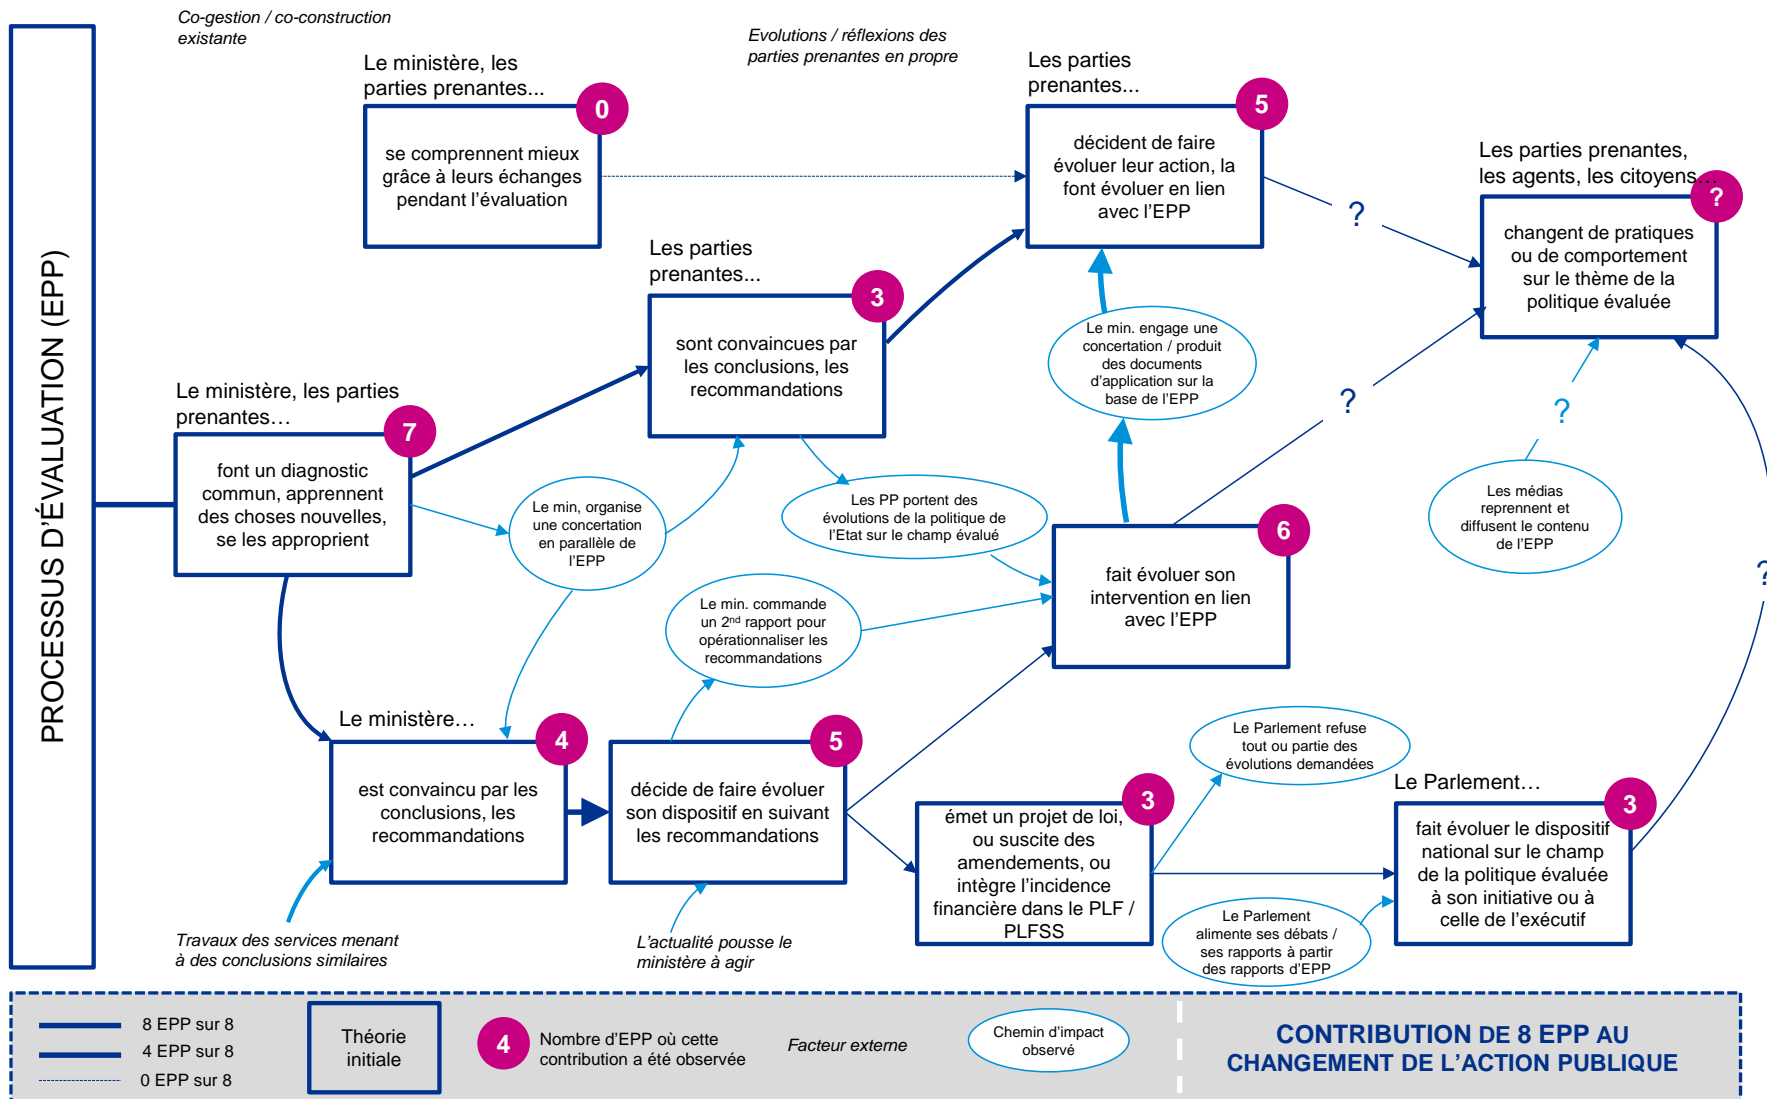 PROCESSUS D'ÉVALUATION (EPP)
Co-gestion / co-construction
existante
Evolutions / réflexions des
parties prenantes en propre
Le ministère, les
parties prenantes...
0
se comprennent mieux
grâce à leurs échanges
pendant l'évaluation
Les parties
prenantes...
5
décident de faire
évoluer leur action, la
font évoluer en lien
avec l'EPP
Les parties prenantes,
les agents, les citoyens…
?
changent de pratiques
ou de comportement
sur le thème de la
politique évaluée
?
Les parties
prenantes...
3
sont convaincues par
les conclusions, les
recommandations
Le min. engage une
concertation / produit
des documents
d'application sur la
base de l'EPP
?
?
Le ministère, les parties
prenantes…
7
font un diagnostic
commun, apprennent
des choses nouvelles,
se les approprient
Le min, organise
une concertation
en parallèle de
l'EPP
Les PP portent des
évolutions de la politique de
l'Etat sur le champ évalué
6
fait évoluer son
intervention en lien
avec l'EPP
Les médias
reprennent et
diffusent le contenu
de l'EPP
?
Le min. commande
un 2nd rapport pour
opérationnaliser les
recommandations
Le ministère…
4
est convaincu par les
conclusions, les
recommandations
5
décide de faire évoluer
son dispositif en suivant
les recommandations
Le Parlement refuse
tout ou partie des
évolutions demandées
3
émet un projet de loi,
ou suscite des
amendements, ou
intègre l'incidence
financière dans le PLF /
PLFSS
Le Parlement…
3
fait évoluer le dispositif
national sur le champ
de la politique évaluée
à son initiative ou à
celle de l'exécutif
Le Parlement
alimente ses débats /
ses rapports à partir
des rapports d'EPP
Travaux des services menant
à des conclusions similaires
L'actualité pousse le
ministère à agir
8 EPP sur 8
4 EPP sur 8
0 EPP sur 8
Théorie
initiale
4
Nombre d'EPP où cette
contribution a été observée
Facteur externe
Chemin d'impact
observé
CONTRIBUTION DE 8 EPP AU
CHANGEMENT DE L'ACTION PUBLIQUE